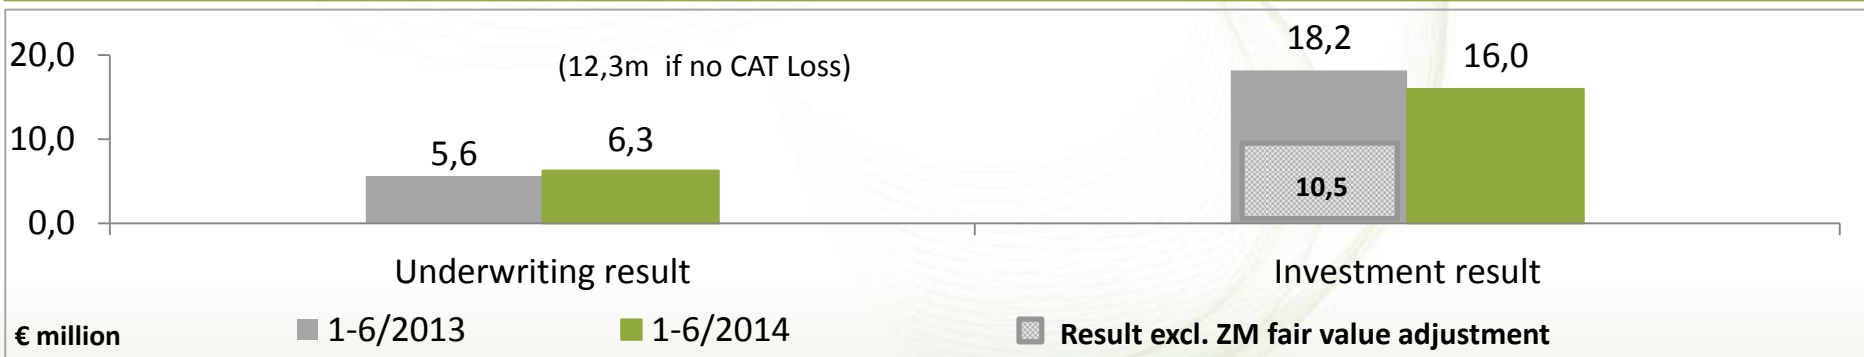 20,0
10,0
0,0
(12,3m if no CAT Loss)
5,6
6,3
18,2
16,0
10,5
Underwriting result
Investment result
€ million
1-6/2013
1-6/2014
Result excl. ZM fair value adjustment